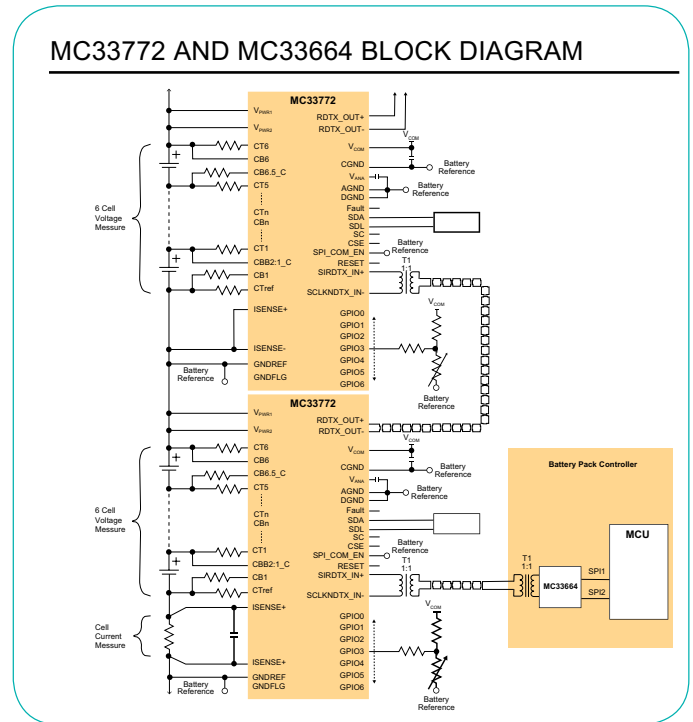 MC33772 AND MC33664 BLOCK DIAGRAM
MC33772
VPWR1
VPWR2
CT6
CB6
CB6.5_C
CT5
CTn
CBn
CT1
CBB2:1_C
CB1
CTref
ISENSE+
ISENSE-
GNDREF
GNDFLG
RDTX_OUT+
RDTX_OUT-
VCOM
CGND
VANA
AGND
DGND
Fault
SDA
SDL
SC
CSE
SPI_COM_EN
RESET
SIRDTX_IN+
SCLKNDTX_IN-
GPIO0
GPIO1
GPIO2
GPIO3
GPIO4
GPIO5
GPIO6
6 Cell
Voltage
Messure
+
+
Battery
Reference
VCOM
Battery
Reference
Battery
Reference
Battery
Reference
T1
1:1
VCOM
Battery
Reference
MC33772
VPWR1
VPWR2
CT6
CB6
CB6.5_C
CT5
CTn
CBn
CT1
CBB2:1_C
CB1
CTref
ISENSE+
ISENSE+
GNDREF
GNDFLG
RDTX_OUT+
RDTX_OUT-
VCOM
CGND
VANA
AGND
DGND
Fault
SDA
SDL
SC
CSE
SPI_COM_EN
RESET
SIRDTX_IN+
SCLKNDTX_IN-
GPIO0
GPIO1
GPIO2
GPIO3
GPIO4
GPIO5
GPIO6
6 Cell
Voltage
Messure
+
+
Cell
Current
Messure
Battery
Reference
VCOM
Battery
Reference
Battery
Reference
Battery
Reference
T1
1:1
VCOM
Battery
Reference
Battery Pack Controller
T1
1:1
MC33664
SPI1
SPI2
MCU